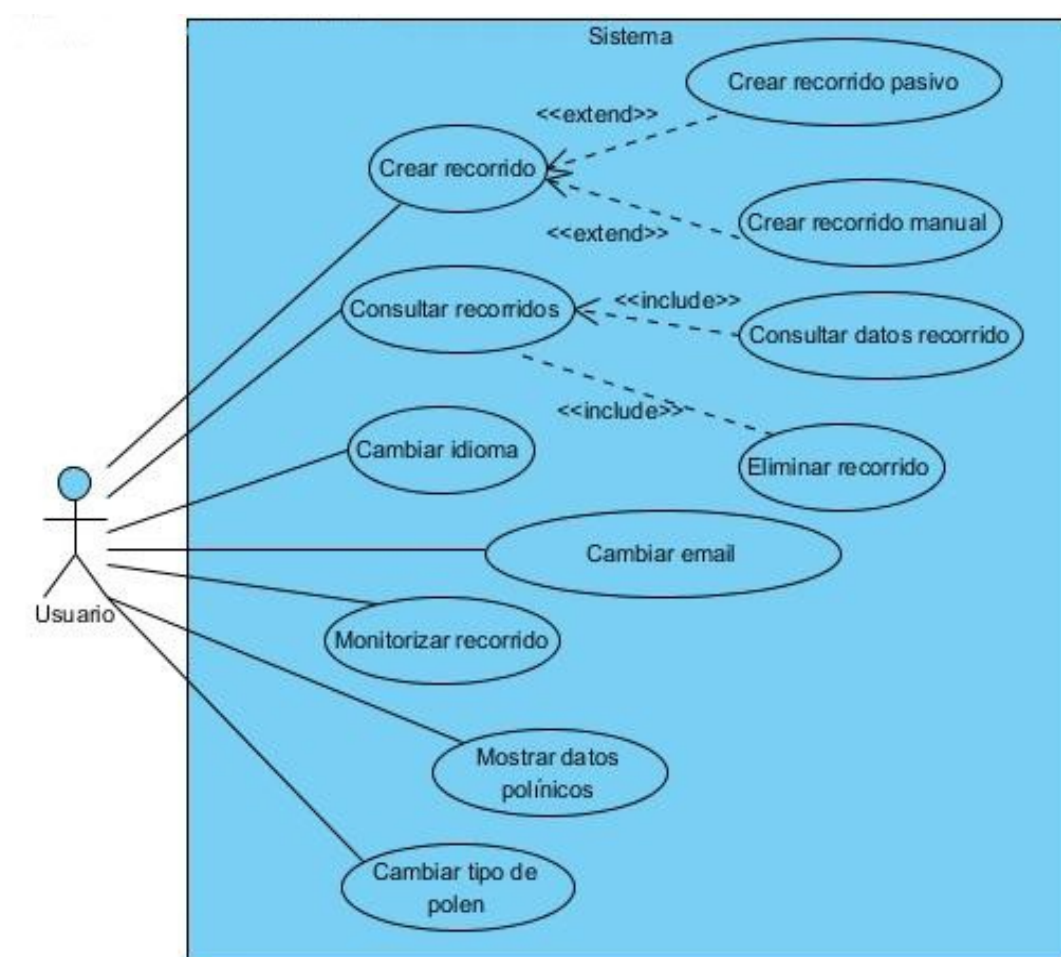 Sistema
Crear recorrido pasivo
<<extend>>
Crear recorrido
Crear recorrido manual
<<extend>>
Consultar recorridos
<<include>>
Consultar datos recorrido
<<include>>
Cambiar idioma
Eliminar recorrido
Cambiar email
Usuario
Monitorizar recorrido
Mostrar datos
polínicos
Cambiar tipo de
polen